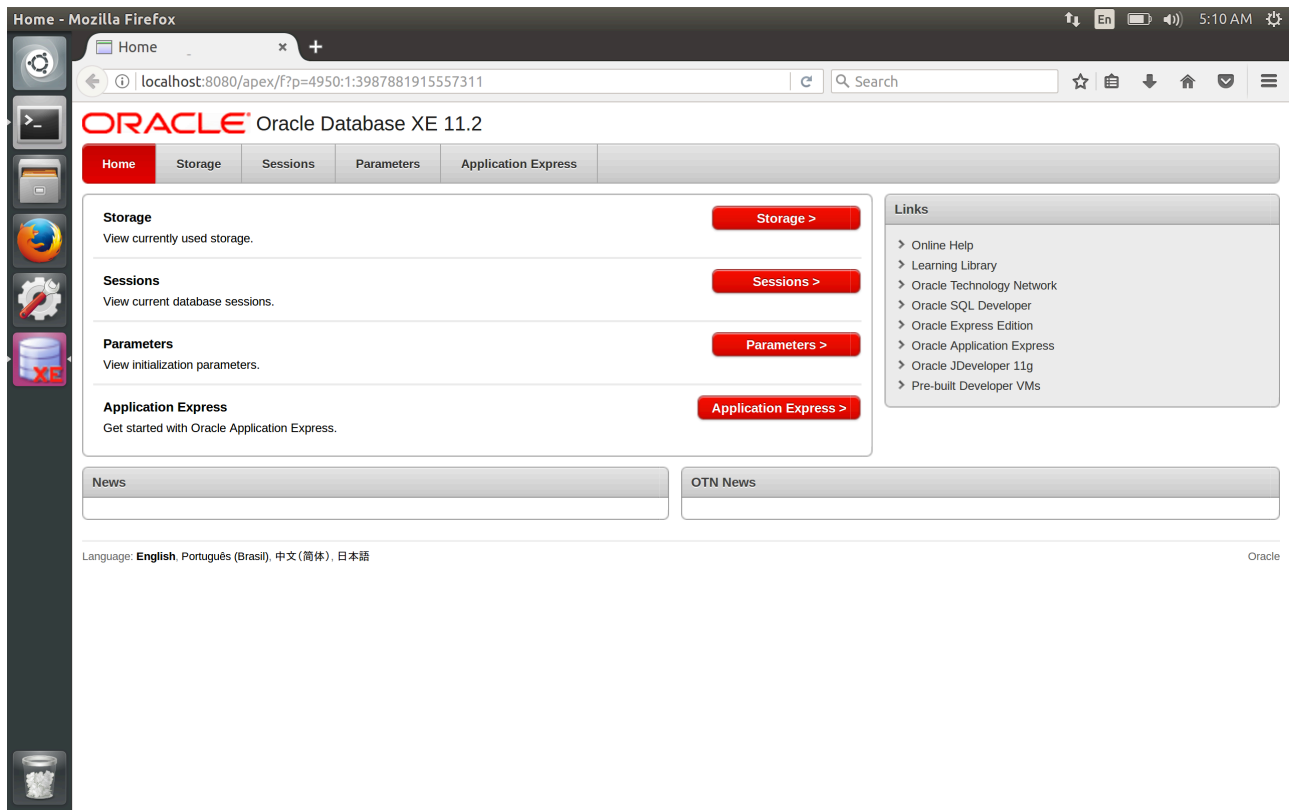 Home - Mozilla Firefox
En
5:10 AM
Home
localhost:8080/apex/f?p=4950:1:3987881915557311
Search
ORACLE Oracle Database XE 11.2
Home
Storage
Sessions
Parameters
Application Express
Storage
View currently used storage.
Storage >
Sessions
View current database sessions.
Sessions >
Parameters
View initialization parameters.
Parameters >
Application Express
Get started with Oracle Application Express.
Application Express >
Links
Online Help
Learning Library
Oracle Technology Network
Oracle SQL Developer
Oracle Express Edition
Oracle Application Express
Oracle JDeveloper 11g
Pre-built Developer VMs
News
OTN News
Language: English, Português (Brasil), 中文(简体), 日本語
Oracle
XE